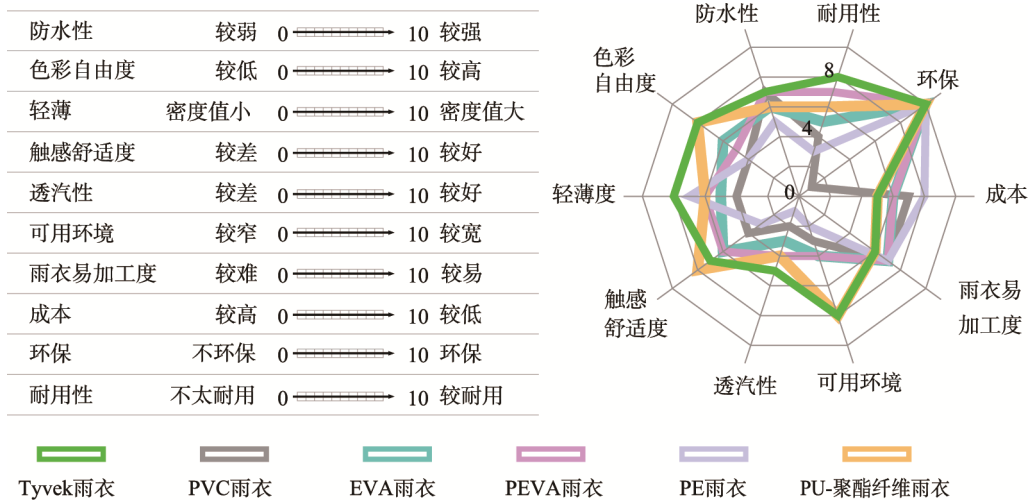 防水性 较弱 0 10 较强
色彩自由度 较低 0 10 较高
轻薄 密度值小 0 10 密度值大
触感舒适度 较差 0 10 较好
透汽性 较差 0 10 较好
可用环境 较窄 0 10 较宽
雨衣易加工度 较难 0 10 较易
成本 较高 0 10 较低
环保 不环保 0 10 环保
耐用性 不太耐用 0 10 较耐用
防水性
耐用性
色彩
自由度
8
环保
4
轻薄度
0
成本
触感
舒适度
雨衣易
加工度
透汽性
可用环境
Tyvek雨衣
PVC雨衣
EVA雨衣
PEVA雨衣
PE雨衣
PU-聚酯纤维雨衣